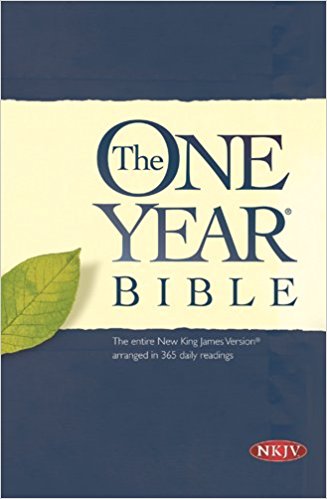 The ONE
YEAR®
BIBLE
The entire New King James Version®
arranged in 365 daily readings
NKJV